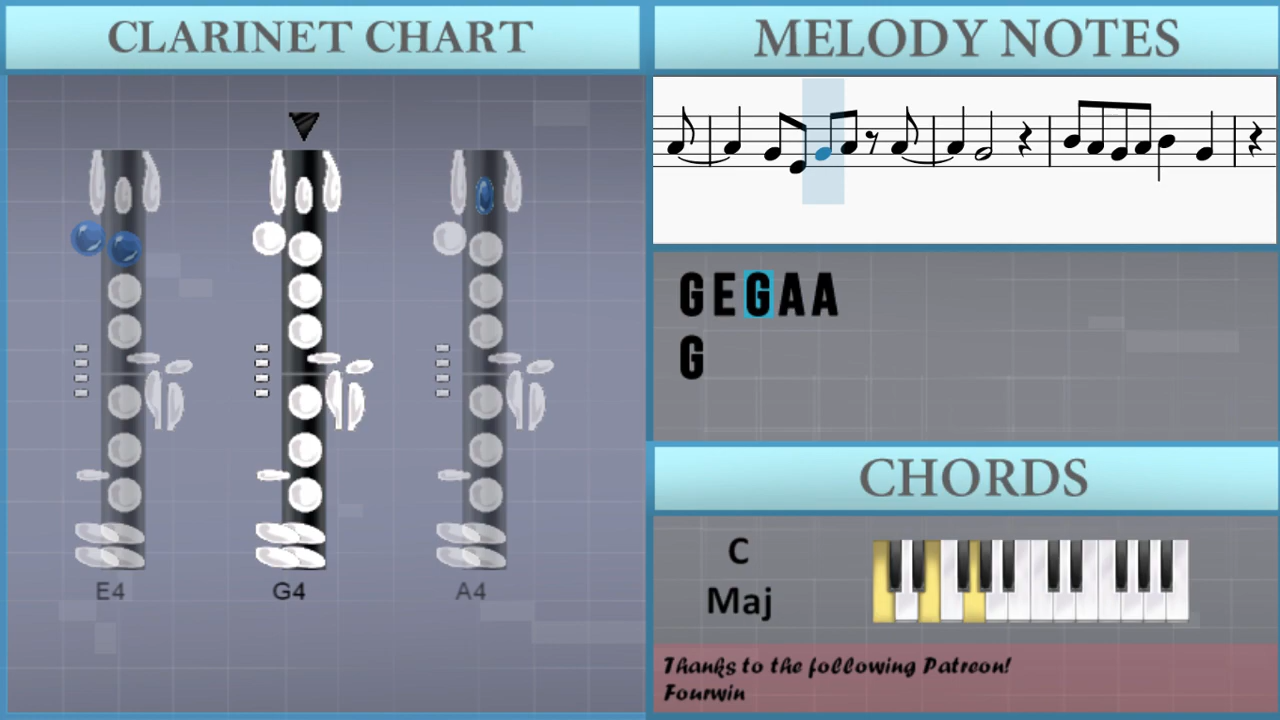 CLARINET CHART
E4 G4 A4
MELODY NOTES
GEGAA
G
CHORDS
C
Maj
Thanks to the following Patreon!
Fourwin